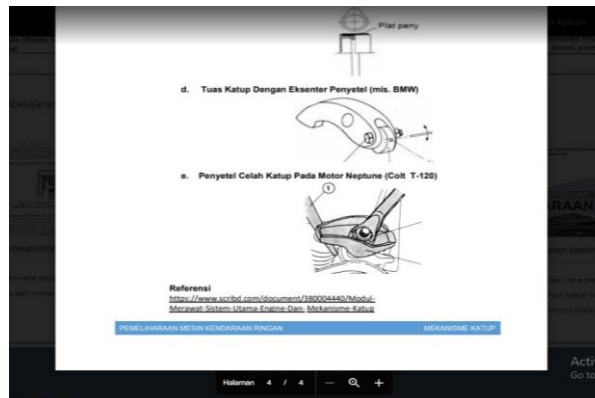 Plat peny
d. Tuas Katup Dengan Eksenter Penyetel (mis. BMW)
e. Penyetel Celah Katup Pada Motor Neptune (Colt T-120)
1
Referensi
https://www.scribd.com/document/380004440/Modul-
Merawat-Sistem-Utama-Engine-Dan- Mekanisme-Katup
PEMELIHARAAN MESIN KENDARAAN RINGAN MEKANISME KATUP
Halaman 4 / 4
Acti
Go to